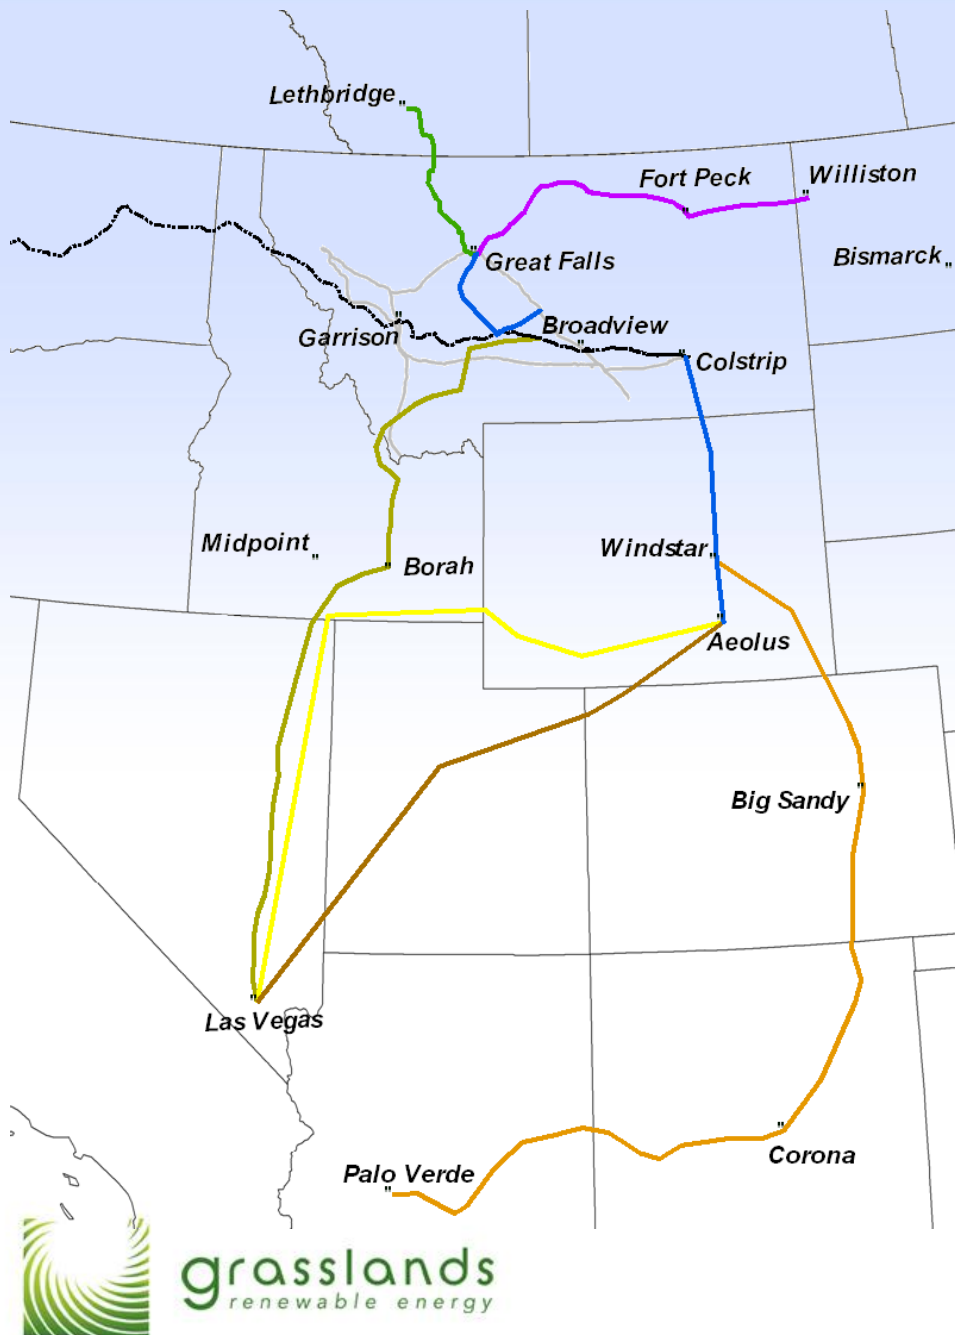 Lethbridge
Fort Peck
Williston
Great Falls
Bismarck
Garrison
Broadview
Colstrip
Midpoint
Borah
Windstar
Aeolus
Big Sandy
Las Vegas
Corona
Palo Verde
grasslands
renewable energy